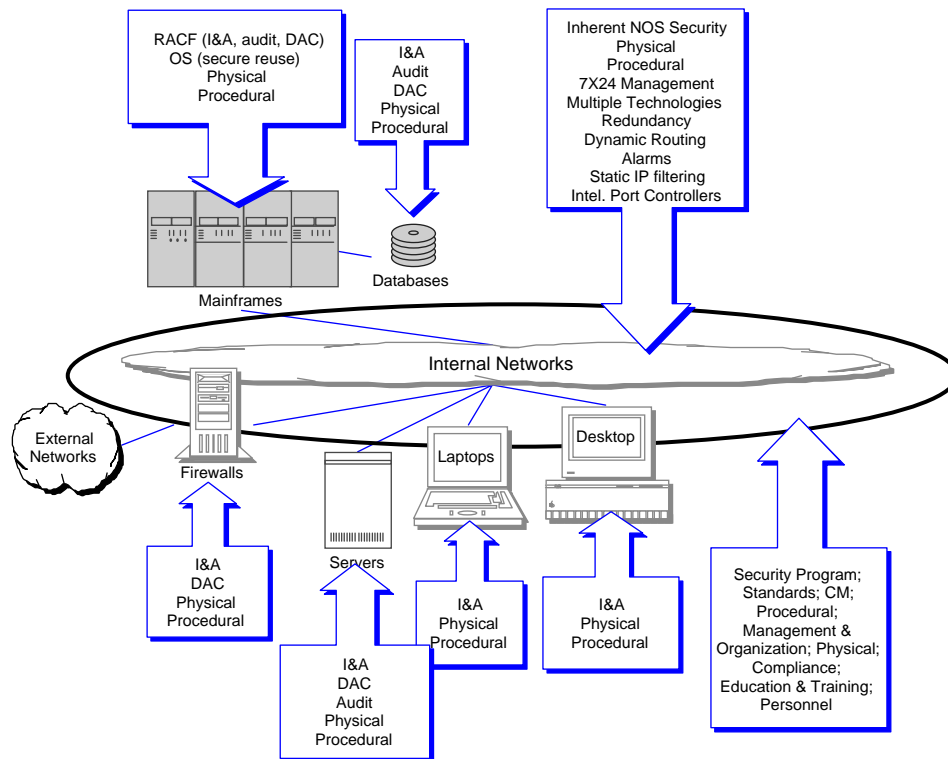 RACF (I&A, audit, DAC)
OS (secure reuse)
Physical
Procedural
I&A
Audit
DAC
Physical
Procedural
Inherent NOS Security
Physical
Procedural
7X24 Management
Multiple Technologies
Redundancy
Dynamic Routing
Alarms
Static IP filtering
Intel. Port Controllers
Databases
Mainframes
Internal Networks
External
Networks
Firewalls
Servers
Laptops
Desktop
I&A
DAC
Physical
Procedural
I&A
DAC
Audit
Physical
Procedural
I&A
Physical
Procedural
I&A
Physical
Procedural
Security Program;
Standards; CM;
Procedural;
Management &
Organization; Physical;
Compliance;
Education & Training;
Personnel